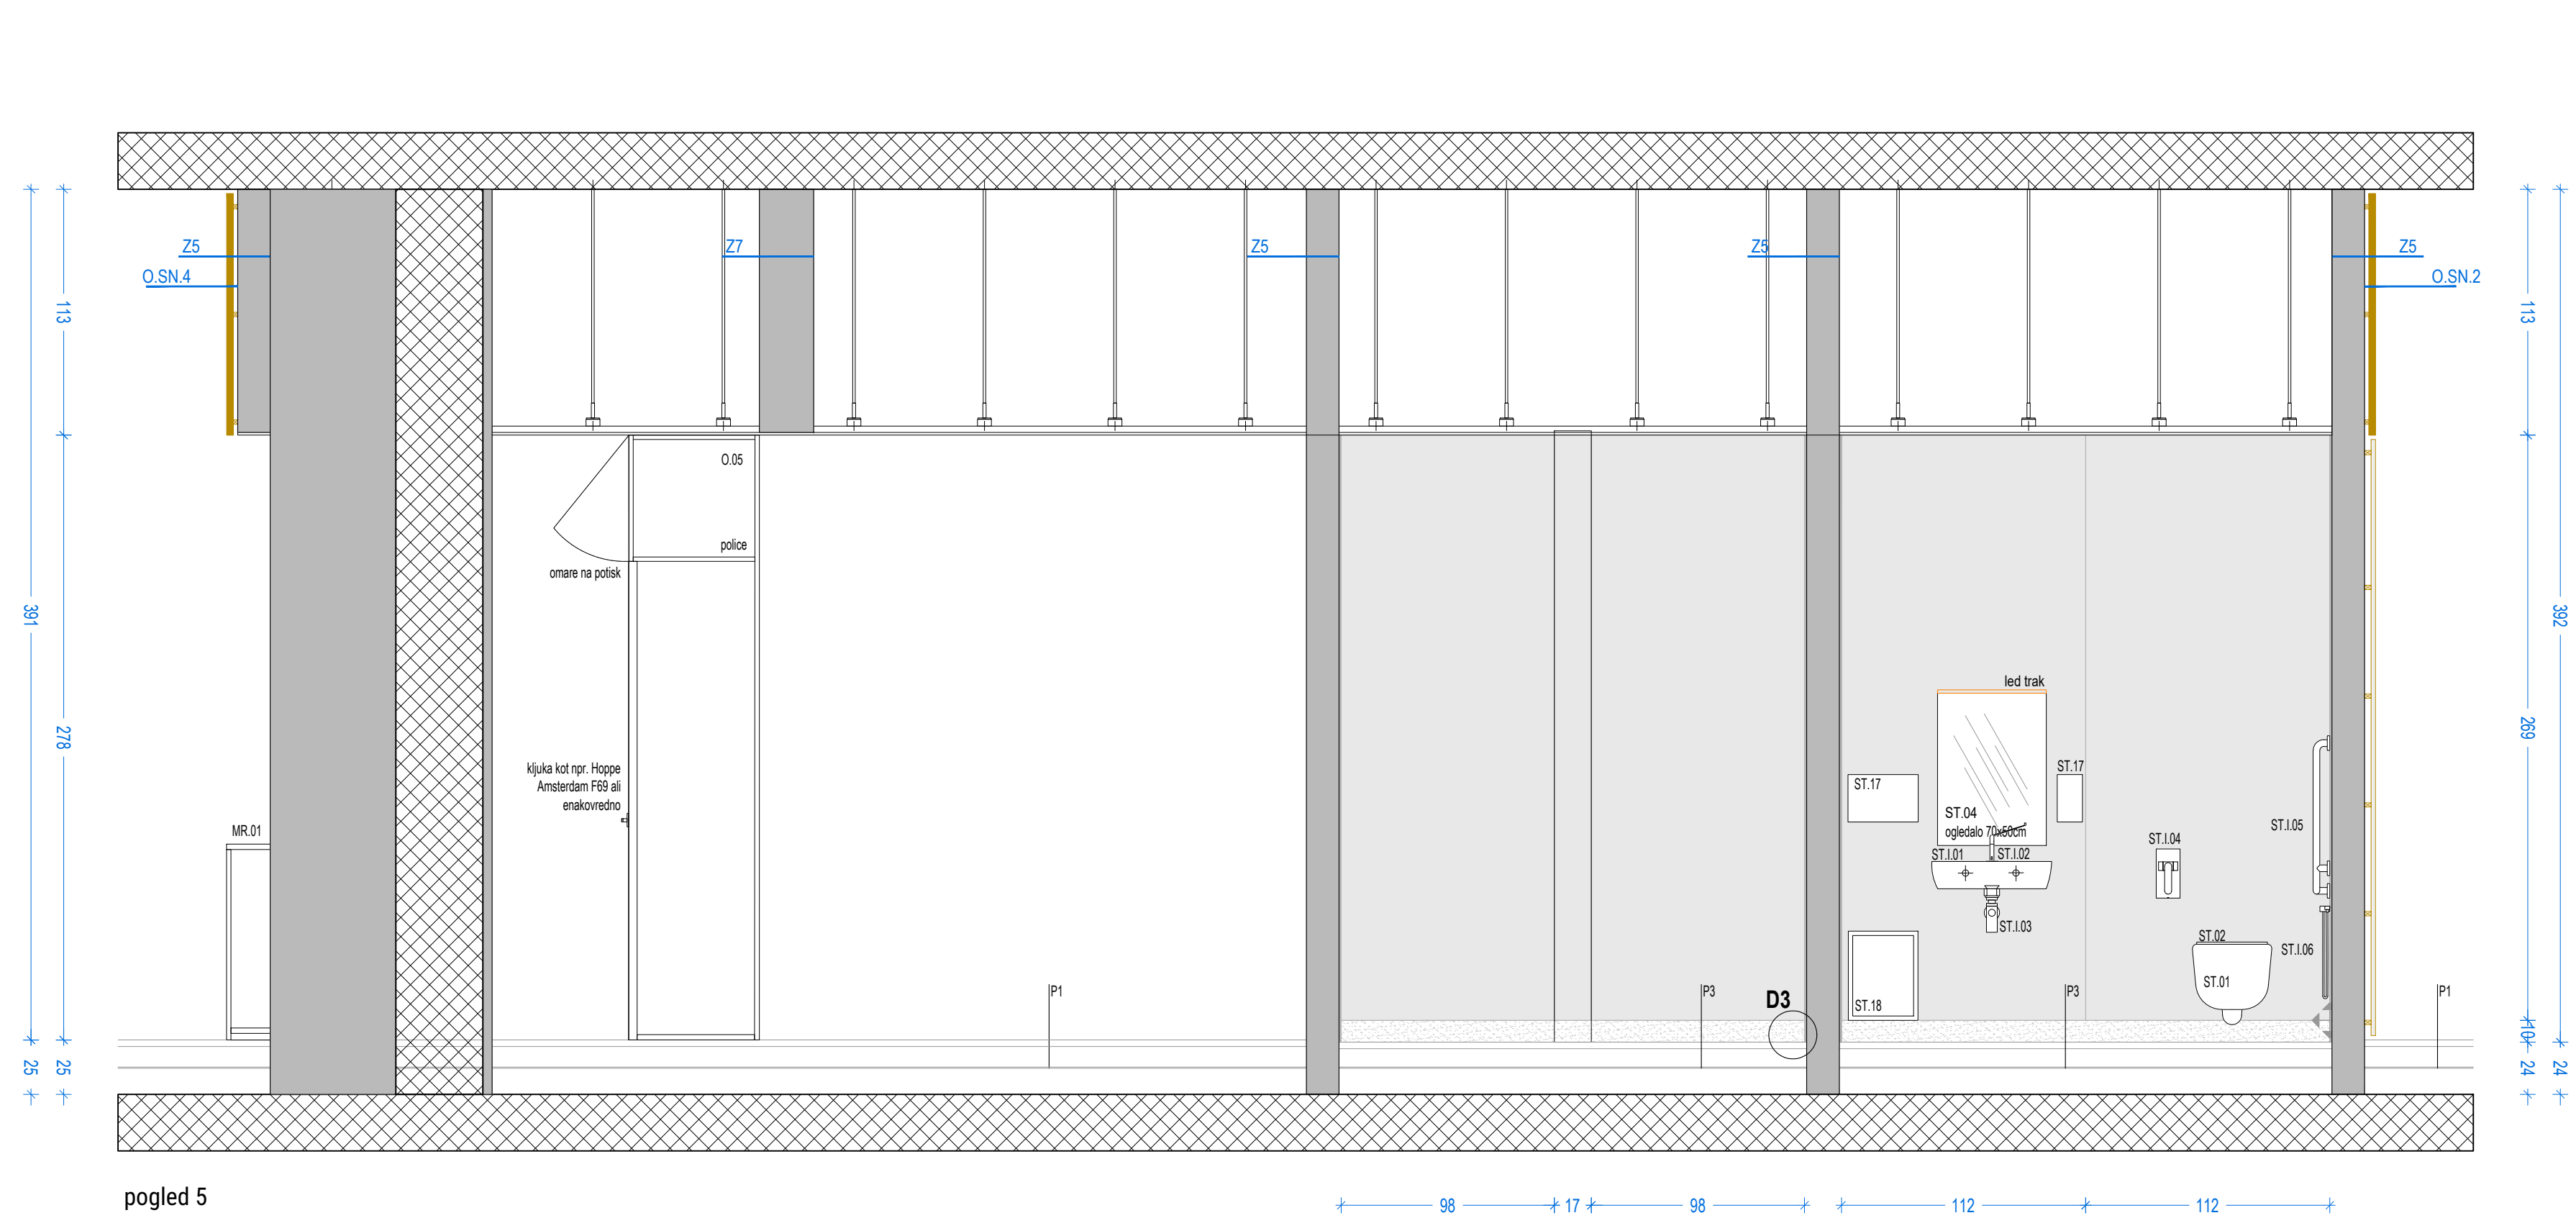 Z5
Z7
Z5
Z5
Z5
O.SN.4
O.SN.2
113
113
O.05
police
omare na potisk
391
392
led trak
278
269
kljuka kot npr. Hoppe
Amsterdam F69 ali
enakovredno
ST.17
ST.17
ST.04
ogledalo 70x50cm
MR.01
ST.I.05
ST.I.04
ST.I.01
ST.I.02
ST.I.03
ST.02
ST.I.06
ST.01
P1
P3
D3
ST.18
P3
P1
10
25
25
24
24
pogled 5
98
17
98
112
112